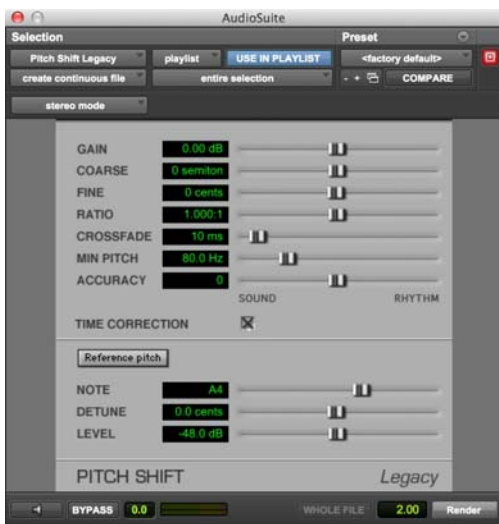 AudioSuite
Selection Preset
Pitch Shift Legacy playlist USE IN PLAYLIST <factory default>
create continuous file entire selection - + COMPARE
stereo mode
GAIN 0.00 dB
COARSE 0 semiton
FINE 0 cents
RATIO 1.000:1
CROSSFADE 10 ms
MIN PITCH 80.0 Hz
ACCURACY 0
SOUND RHYTHM
TIME CORRECTION
Reference pitch
NOTE A4
DETUNE 0.0 cents
LEVEL -48.0 dB
PITCH SHIFT Legacy
BYPASS 0.0 WHOLE FILE 2.00 Render